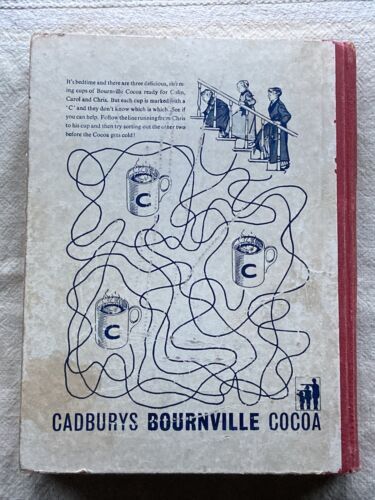 It's bedtime and there are three delicious, steaming
ing cups of Bournville Cocoa ready for Colin,
Carol and Chris. But each cup is marked with a
'C' and they don't know which is which. See if
you can help. Follow the line running from Chris
to his cup and then try sorting out the other two
before the Cocoa gets cold!
C
C
C
CADBURYS BOURNVILLE COCOA